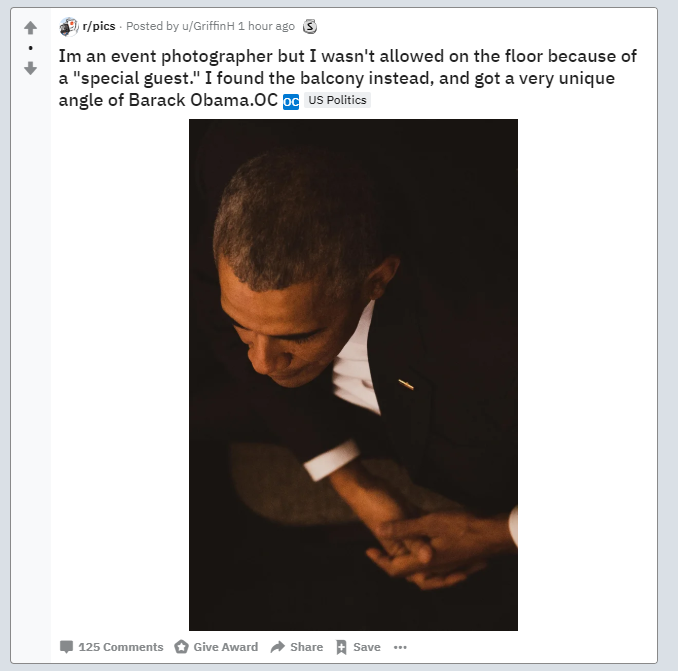 r/pics · Posted by u/GriffinH 1 hour ago
Im an event photographer but I wasn't allowed on the floor because of
a "special guest." I found the balcony instead, and got a very unique
angle of Barack Obama.OC OC US Politics
125 Comments Give Award Share Save